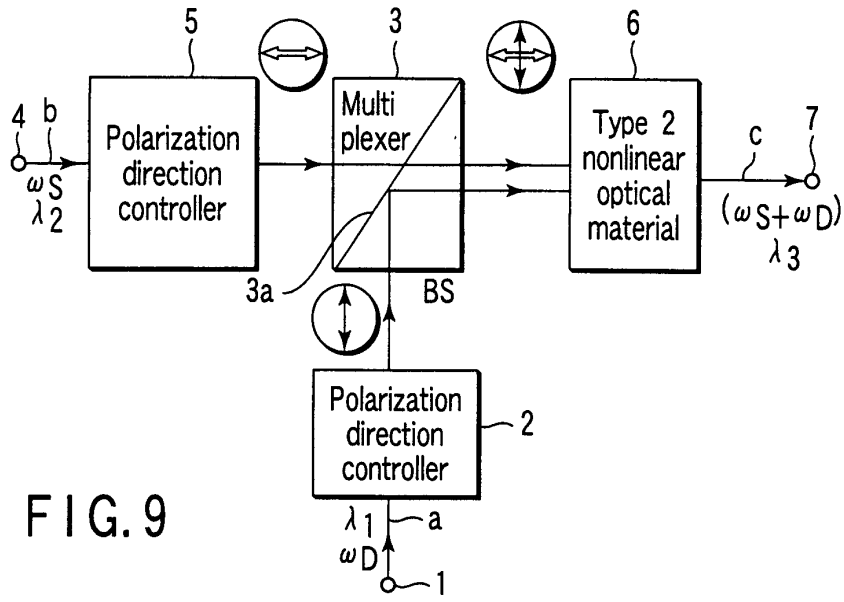 5
3
6
4
b
ωS
λ2
Polarization
direction
controller
Multi
plexer
Type 2
nonlinear
optical
material
c
7
(ωS+ωD)
λ3
3a
BS
Polarization
direction
controller
2
λ1
a
ωD
1
FIG. 9